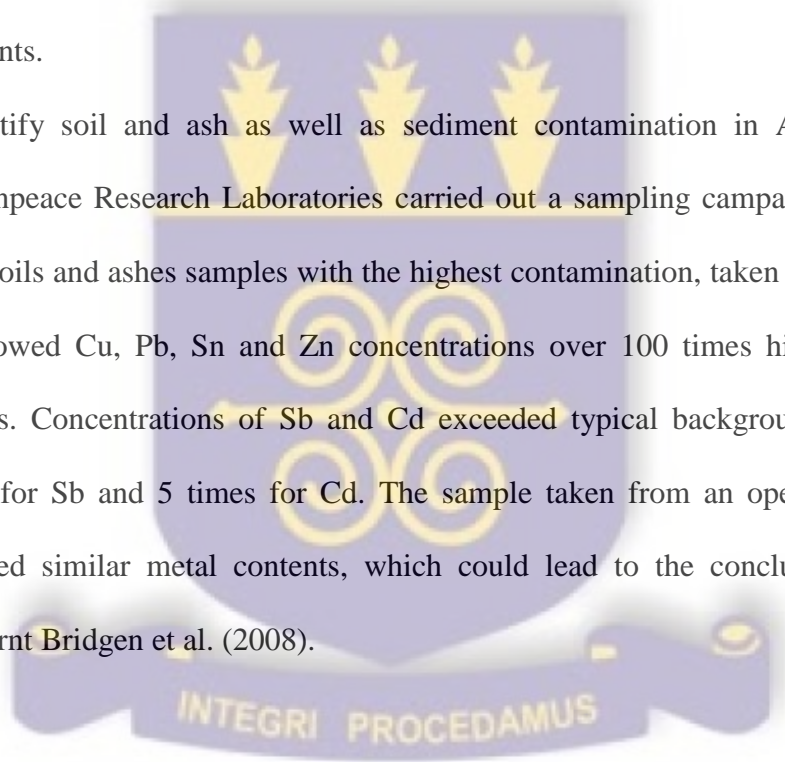 nts.
tify soil and ash as well as sediment contamination in A
npeace Research Laboratories carried out a sampling campa
oils and ashes samples with the highest contamination, taken
owed Cu, Pb, Sn and Zn concentrations over 100 times hi
s. Concentrations of Sb and Cd exceeded typical backgrou
for Sb and 5 times for Cd. The sample taken from an ope
ed similar metal contents, which could lead to the conclu
rnt Bridgen et al. (2008).
INTEGRI PROCEDAMUS